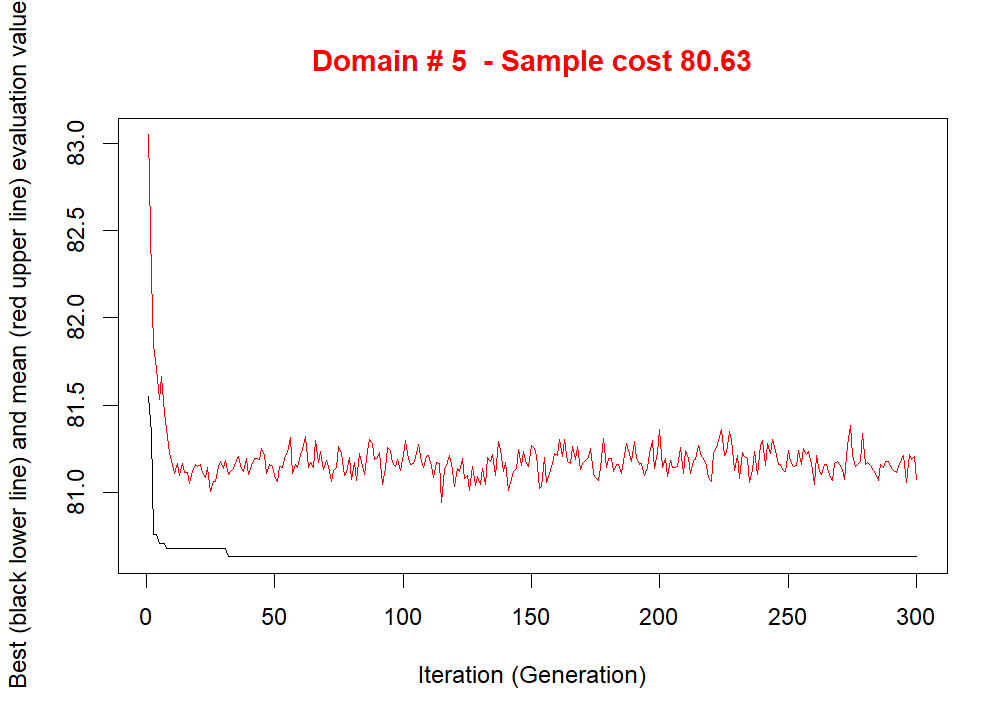 Domain # 5  - Sample cost 80.63
Best (black lower line) and mean (red upper line) evaluation value
83.0
82.5
82.0
81.5
81.0
0 50 100 150 200 250 300
Iteration (Generation)